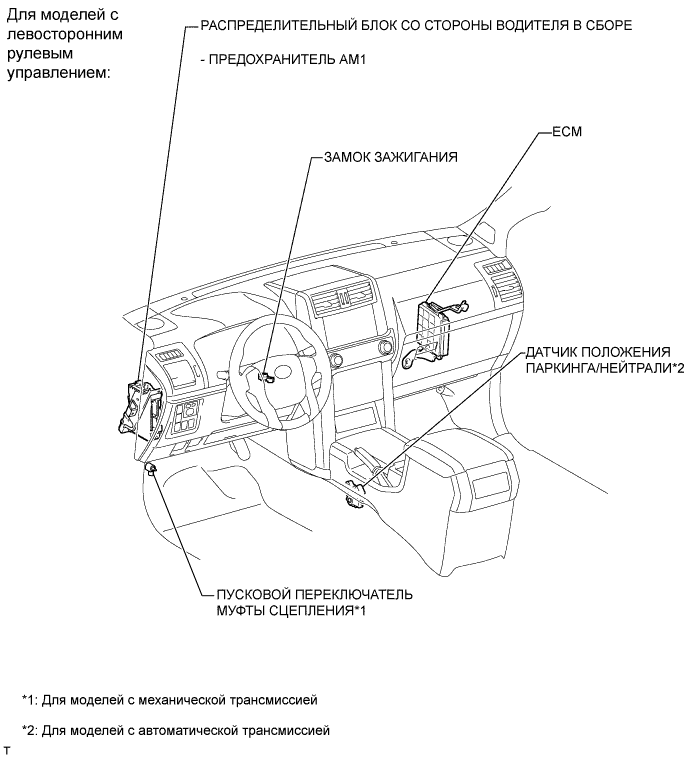 Для моделей с
левосторонним
рулевым
управлением:
РАСПРЕДЕЛИТЕЛЬНЫЙ БЛОК СО СТОРОНЫ ВОДИТЕЛЯ В СБОРЕ
- ПРЕДОХРАНИТЕЛЬ AM1
ECM
ЗАМОК ЗАЖИГАНИЯ
ДАТЧИК ПОЛОЖЕНИЯ
ПАРКИНГА/НЕЙТРАЛИ*2
ПУСКОВОЙ ПЕРЕКЛЮЧАТЕЛЬ
МУФТЫ СЦЕПЛЕНИЯ*1
*1: Для моделей с механической трансмиссией
*2: Для моделей с автоматической трансмиссией
T